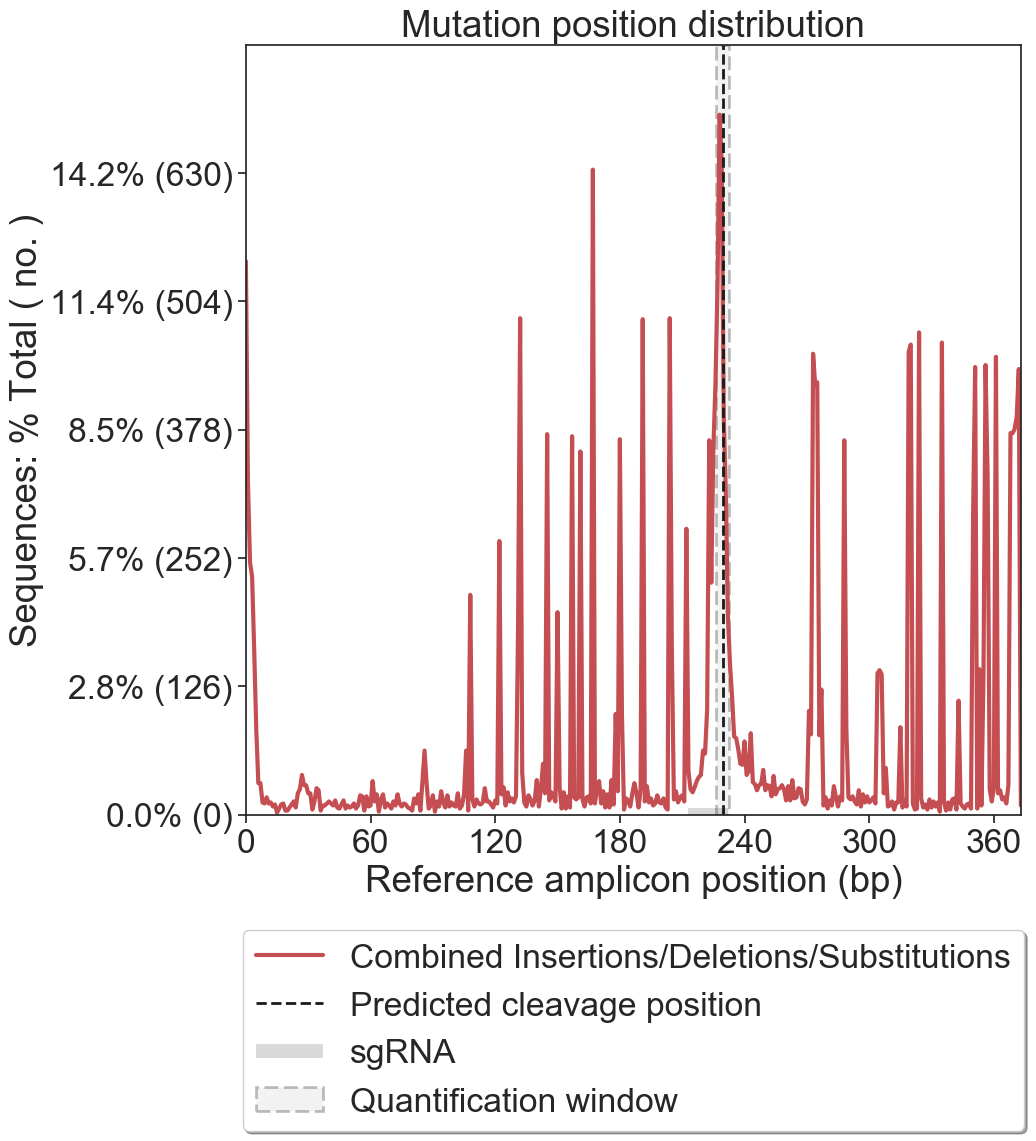 Mutation position distribution
Sequences: % Total ( no. )
14.2% (630)
11.4% (504)
8.5% (378)
5.7% (252)
2.8% (126)
0.0% (0)
0 60 120 180 240 300 360
Reference amplicon position (bp)
Combined Insertions/Deletions/Substitutions
Predicted cleavage position
sgRNA
Quantification window